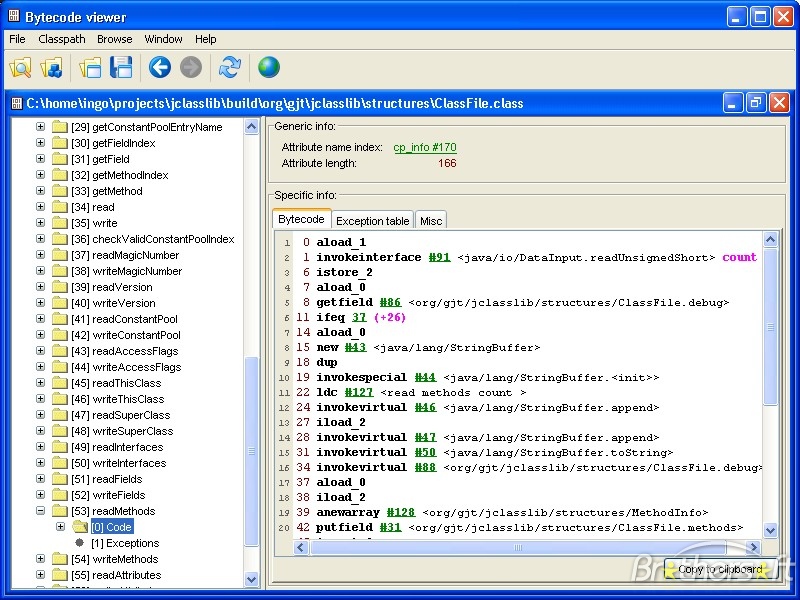 Bytecode viewer
File Classpath Browse Window Help
C:\home\ingo\projects\jclasslib\build\org\gjt\jclasslib\structures\ClassFile.class
[29] getConstantPoolEntryName
[30] getFieldIndex
[31] getField
[32] getMethodIndex
[33] getMethod
[34] read
[35] write
[36] checkValidConstantPoolIndex
[37] readMagicNumber
[38] writeMagicNumber
[39] readVersion
[40] writeVersion
[41] readConstantPool
[42] writeConstantPool
[43] readAccessFlags
[44] writeAccessFlags
[45] readThisClass
[46] writeThisClass
[47] readSuperClass
[48] writeSuperClass
[49] readInterfaces
[50] writeInterfaces
[51] readFields
[52] writeFields
[53] readMethods
[0] Code
[1] Exceptions
[54] writeMethods
[55] readAttributes
Generic info:
Attribute name index: cp_info #170
Attribute length: 166
Specific info:
Bytecode Exception table Misc
1 0 aload_1
2 1 invokeinterface #91 <java/io/DataInput.readUnsignedShort> count
3 6 istore_2
4 7 aload_0
5 8 getfield #86 <org/gjt/jclasslib/structures/ClassFile.debug>
6 11 ifeq 37 (+26)
7 14 aload_0
8 15 new #43 <java/lang/StringBuffer>
9 18 dup
10 19 invokespecial #44 <java/lang/StringBuffer.<init>>
11 22 ldc #127 <read methods count >
12 24 invokevirtual #46 <java/lang/StringBuffer.append>
13 27 iload_2
14 28 invokevirtual #47 <java/lang/StringBuffer.append>
15 31 invokevirtual #50 <java/lang/StringBuffer.toString>
16 34 invokevirtual #88 <org/gjt/jclasslib/structures/ClassFile.debug>
17 37 aload_0
18 38 iload_2
19 39 anewarray #128 <org/gjt/jclasslib/structures/MethodInfo>
20 42 putfield #31 <org/gjt/jclasslib/structures/ClassFile.methods>
Copy to clipboard